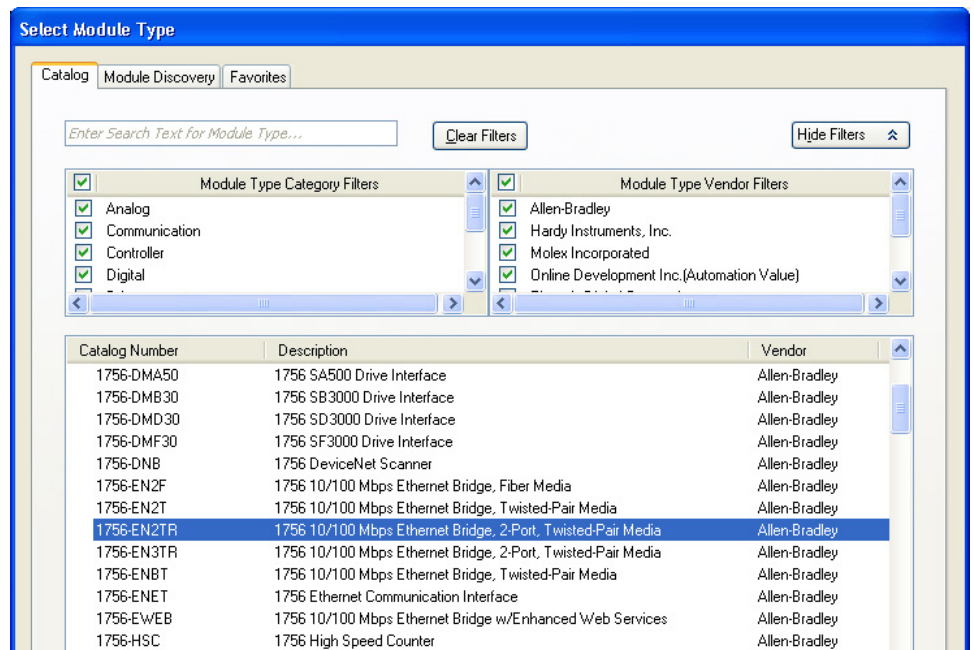 Select Module Type
Catalog Module Discovery Favorites
Enter Search Text for Module Type... Clear Filters Hide Filters
Module Type Category Filters Module Type Vendor Filters
Analog Allen-Bradley
Communication Hardy Instruments, Inc.
Controller Molex Incorporated
Digital Online Development Inc.(Automation Value)
Catalog Number Description Vendor
1756-DMA50 1756 SA500 Drive Interface Allen-Bradley
1756-DMB30 1756 SB3000 Drive Interface Allen-Bradley
1756-DMD30 1756 SD3000 Drive Interface Allen-Bradley
1756-DMF30 1756 SF3000 Drive Interface Allen-Bradley
1756-DNB 1756 DeviceNet Scanner Allen-Bradley
1756-EN2F 1756 10/100 Mbps Ethernet Bridge, Fiber Media Allen-Bradley
1756-EN2T 1756 10/100 Mbps Ethernet Bridge, Twisted-Pair Media Allen-Bradley
1756-EN2TR 1756 10/100 Mbps Ethernet Bridge, 2-Port, Twisted-Pair Media Allen-Bradley
1756-EN3TR 1756 10/100 Mbps Ethernet Bridge, 2-Port, Twisted-Pair Media Allen-Bradley
1756-ENBT 1756 10/100 Mbps Ethernet Bridge, Twisted-Pair Media Allen-Bradley
1756-ENET 1756 Ethernet Communication Interface Allen-Bradley
1756-EWEB 1756 10/100 Mbps Ethernet Bridge w/Enhanced Web Services Allen-Bradley
1756-HSC 1756 High Speed Counter Allen-Bradley